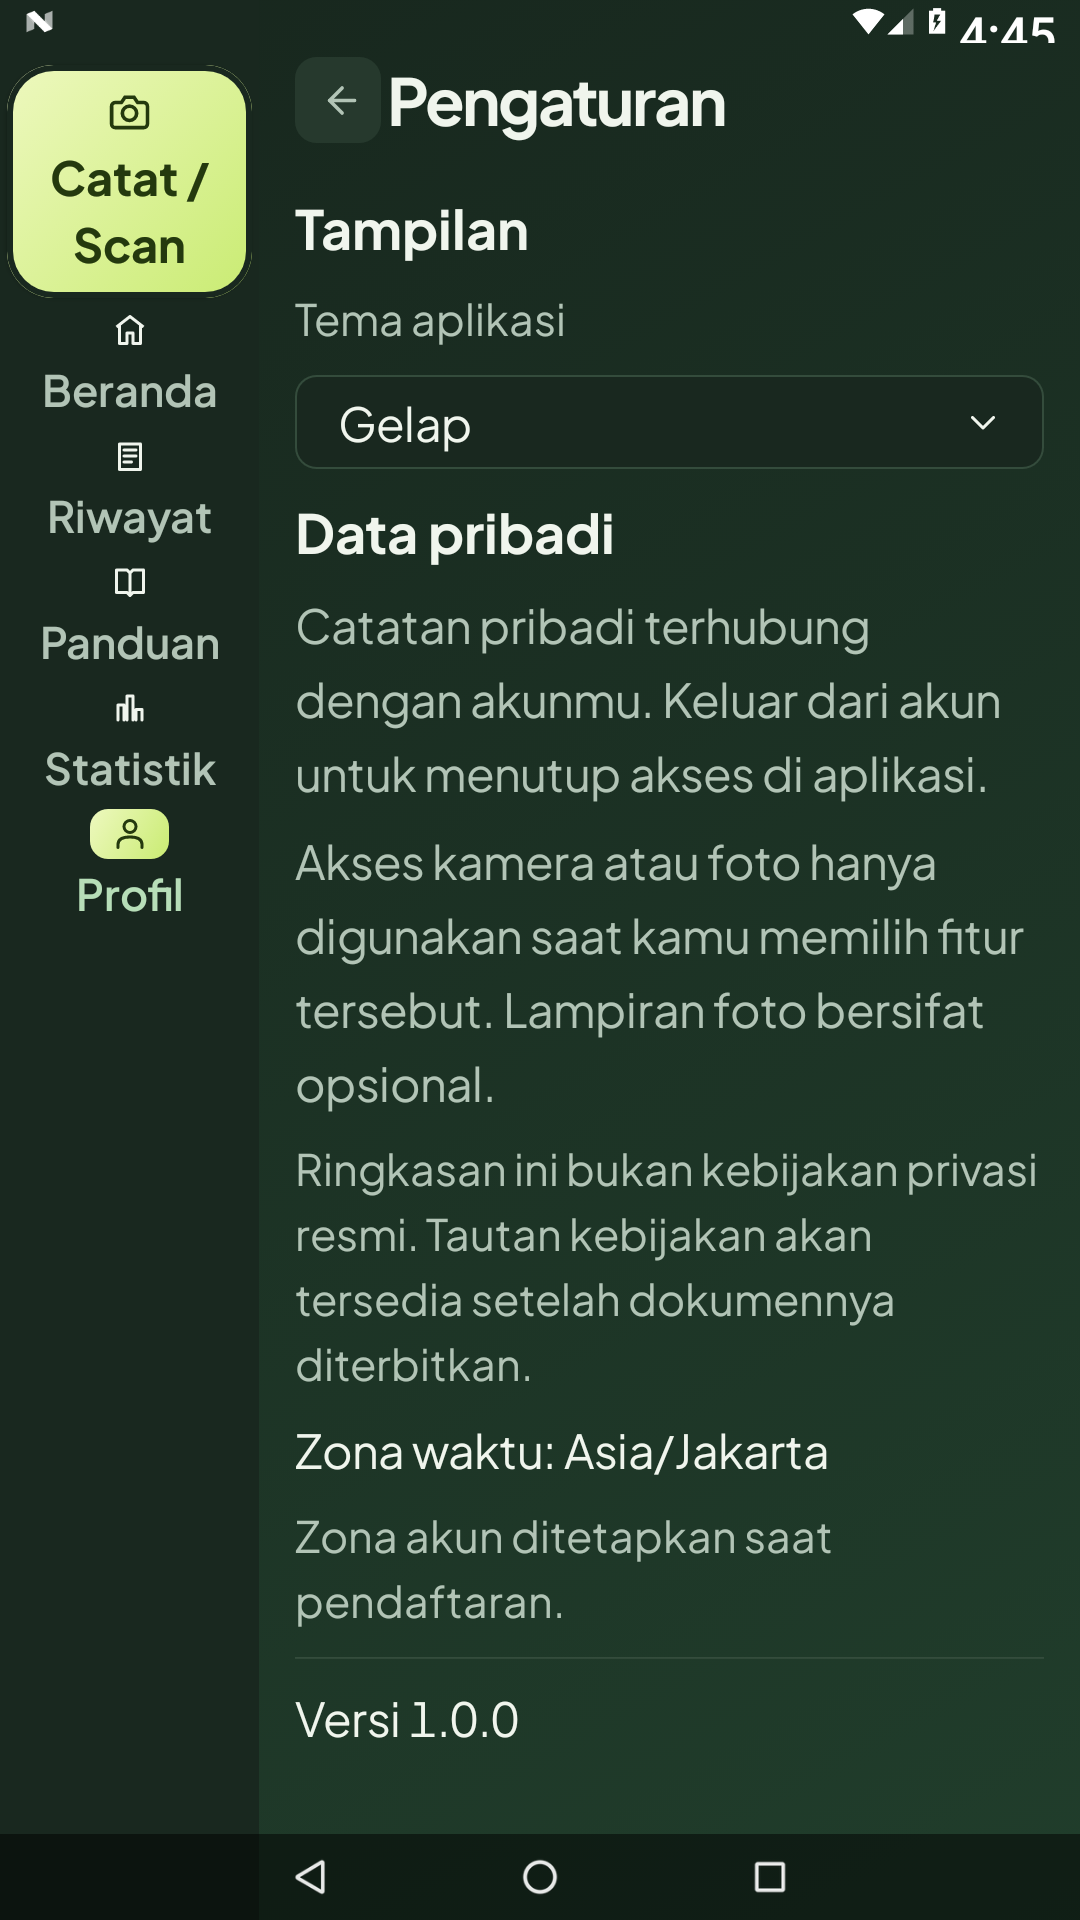 4:45
Catat /
Scan
Beranda
Riwayat
Panduan
Statistik
Profil
Pengaturan
Tampilan
Tema aplikasi
Gelap
Data pribadi
Catatan pribadi terhubung
dengan akunmu. Keluar dari akun
untuk menutup akses di aplikasi.
Akses kamera atau foto hanya
digunakan saat kamu memilih fitur
tersebut. Lampiran foto bersifat
opsional.
Ringkasan ini bukan kebijakan privasi
resmi. Tautan kebijakan akan
tersedia setelah dokumennya
diterbitkan.
Zona waktu: Asia/Jakarta
Zona akun ditetapkan saat
pendaftaran.
Versi 1.0.0